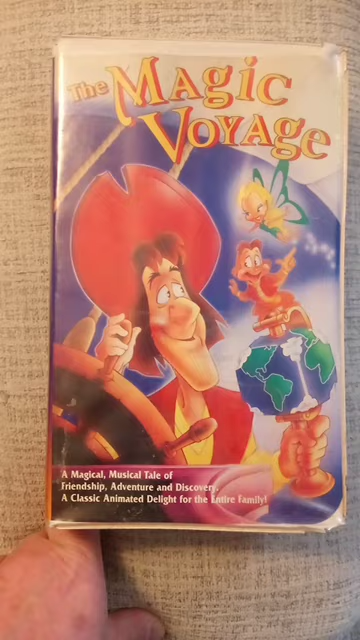 The Magic
Voyage
A Magical, Musical Tale of
Friendship, Adventure and Discovery.
A Classic Animated Delight for the Entire Family!